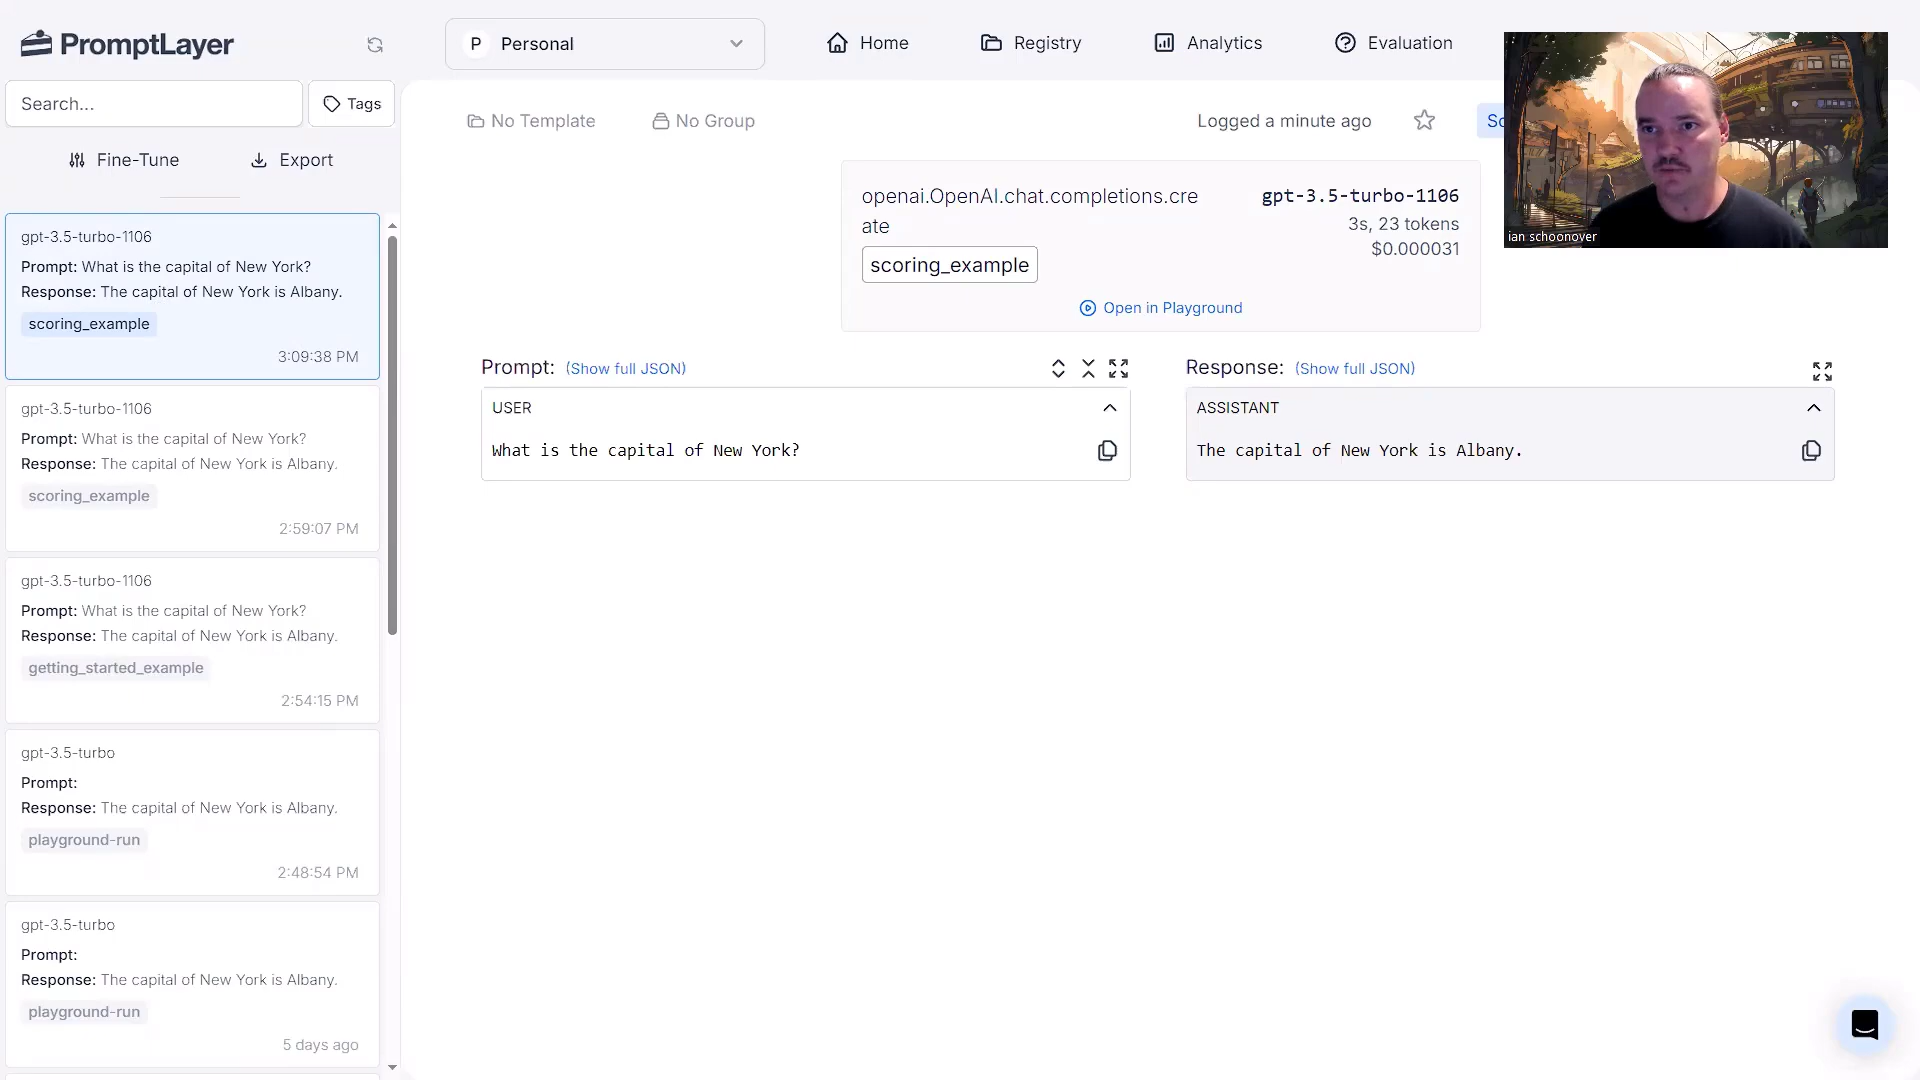 PromptLayer
P Personal
Home
Registry
Analytics
Evaluation
Search...
Tags
Fine-Tune
Export
gpt-3.5-turbo-1106
Prompt: What is the capital of New York?
Response: The capital of New York is Albany.
scoring_example
3:09:38 PM
gpt-3.5-turbo-1106
Prompt: What is the capital of New York?
Response: The capital of New York is Albany.
scoring_example
2:59:07 PM
gpt-3.5-turbo-1106
Prompt: What is the capital of New York?
Response: The capital of New York is Albany.
getting_started_example
2:54:15 PM
gpt-3.5-turbo
Prompt:
Response: The capital of New York is Albany.
playground-run
2:48:54 PM
gpt-3.5-turbo
Prompt:
Response: The capital of New York is Albany.
playground-run
5 days ago
No Template
No Group
Logged a minute ago
openai.OpenAI.chat.completions.cre
ate
scoring_example
gpt-3.5-turbo-1106
3s, 23 tokens
$0.000031
Open in Playground
ian schoonover
Prompt: (Show full JSON)
USER
What is the capital of New York?
Response: (Show full JSON)
ASSISTANT
The capital of New York is Albany.